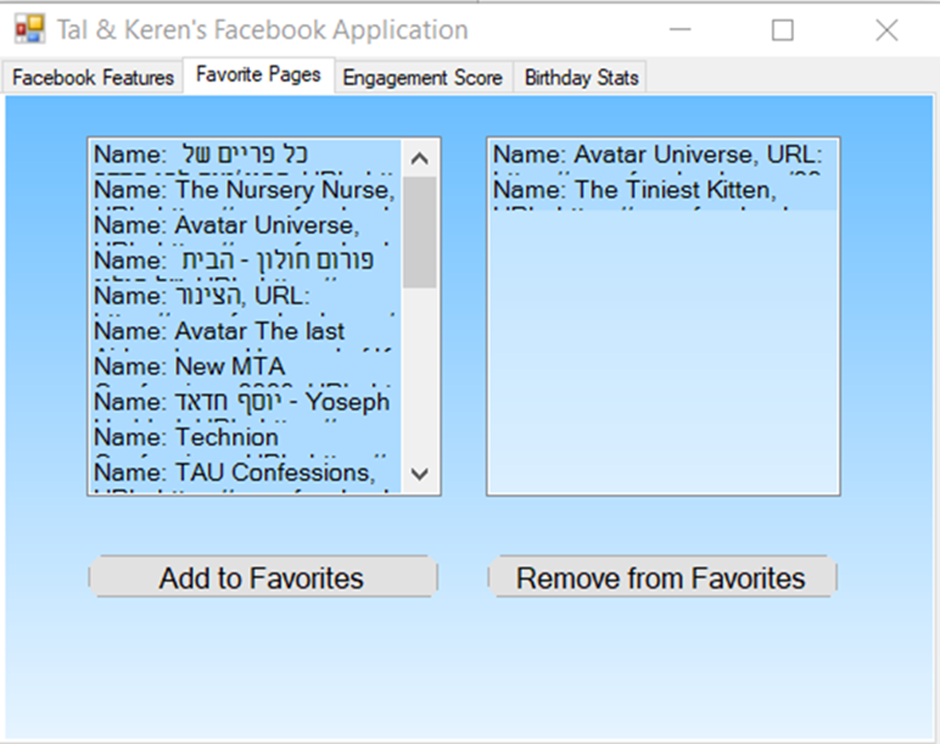 Tal & Keren's Facebook Application
Facebook Features
Favorite Pages
Engagement Score
Birthday Stats
Name: כל פריים של
Name: The Nursery Nurse,
Name: Avatar Universe,
Name: פורום חולון - הבית
Name: הצינור, URL:
Name: Avatar The last
Name: New MTA
Name: יוסף חדאד - Yoseph
Name: Technion
Name: TAU Confessions,
Name: Avatar Universe, URL:
Name: The Tiniest Kitten,
Add to Favorites
Remove from Favorites